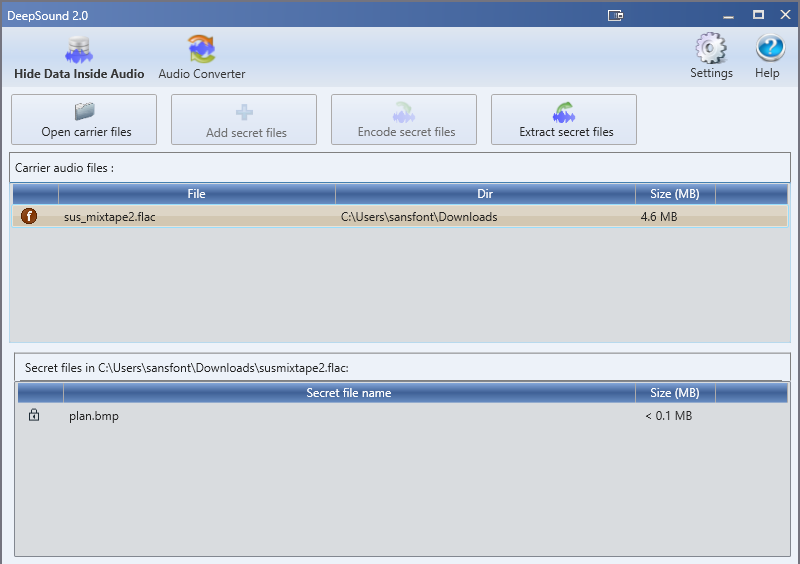 DeepSound 2.0
Hide Data Inside Audio Audio Converter Settings Help
Open carrier files Add secret files Encode secret files Extract secret files
Carrier audio files :
File Dir Size (MB)
f sus_mixtape2.flac C:\Users\sansfont\Downloads 4.6 MB
Secret files in C:\Users\sansfont\Downloads\susmixtape2.flac:
Secret file name Size (MB)
plan.bmp < 0.1 MB